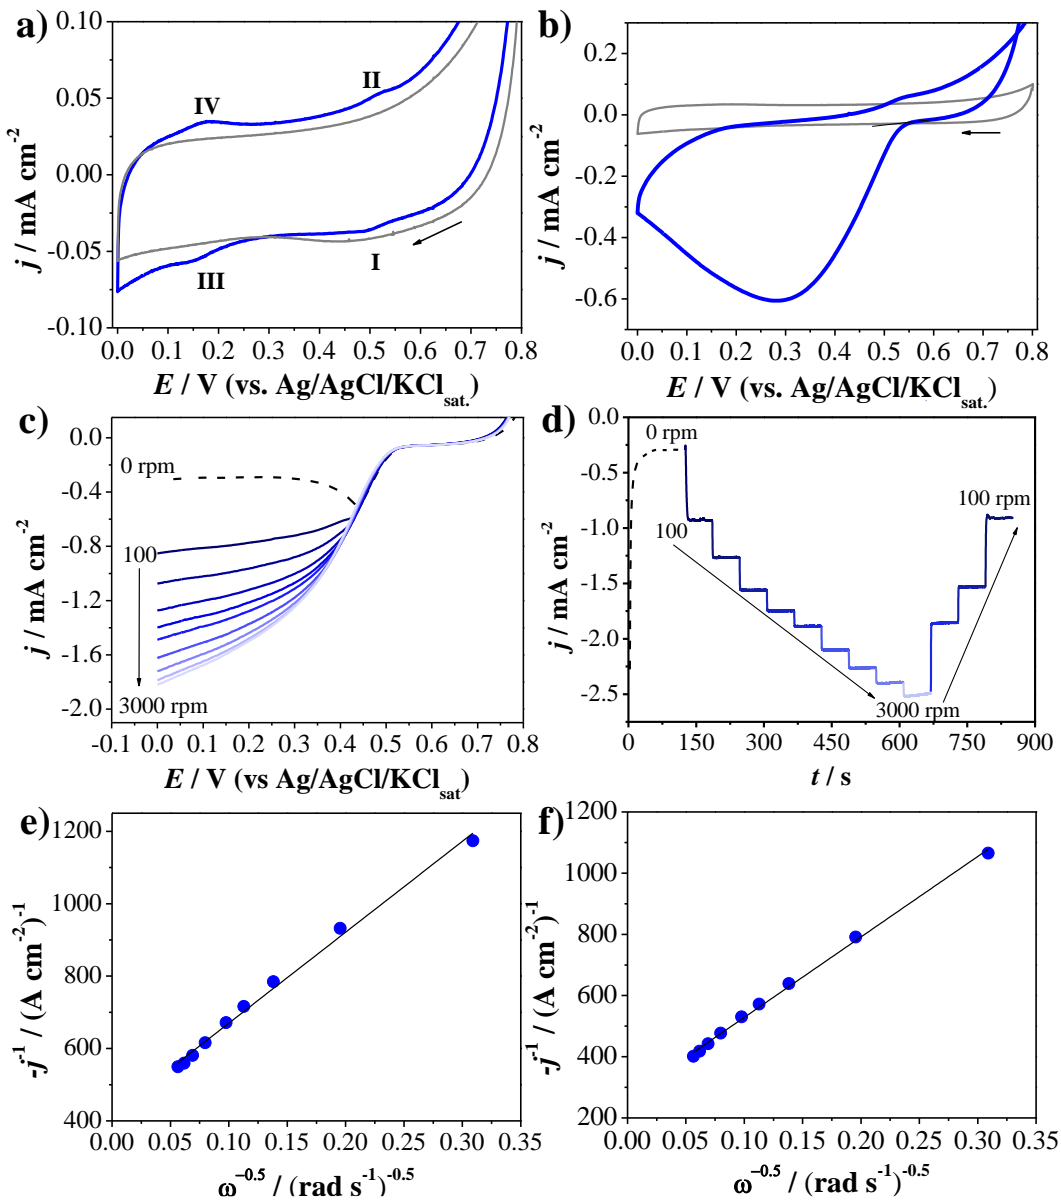 a)
0.10
0.05
0.00
-0.05
-0.10
j / mA cm-2
IV
II
III
I
0.0 0.1 0.2 0.3 0.4 0.5 0.6 0.7 0.8
E / V (vs. Ag/AgCl/KClsat.)
b)
0.2
0.0
-0.2
-0.4
-0.6
j / mA cm-2
0.0 0.1 0.2 0.3 0.4 0.5 0.6 0.7 0.8
E / V (vs. Ag/AgCl/KClsat.)
c)
0.0
-0.4
-0.8
-1.2
-1.6
-2.0
j / mA cm-2
0 rpm
100
3000 rpm
-0.1 0.0 0.1 0.2 0.3 0.4 0.5 0.6 0.7 0.8
E / V (vs Ag/AgCl/KClsat)
d)
0.0
-0.5
-1.0
-1.5
-2.0
-2.5
j / mA cm-2
0 rpm
100
100 rpm
3000 rpm
0 150 300 450 600 750 900
t / s
e)
1200
1000
800
600
400
-j-1 / (A cm-2)-1
0.00 0.05 0.10 0.15 0.20 0.25 0.30 0.35
ω−0.5 / (rad s-1)-0.5
f)
1200
1000
800
600
400
200
-j-1 / (A cm-2)-1
0.00 0.05 0.10 0.15 0.20 0.25 0.30 0.35
ω−0.5 / (rad s-1)-0.5